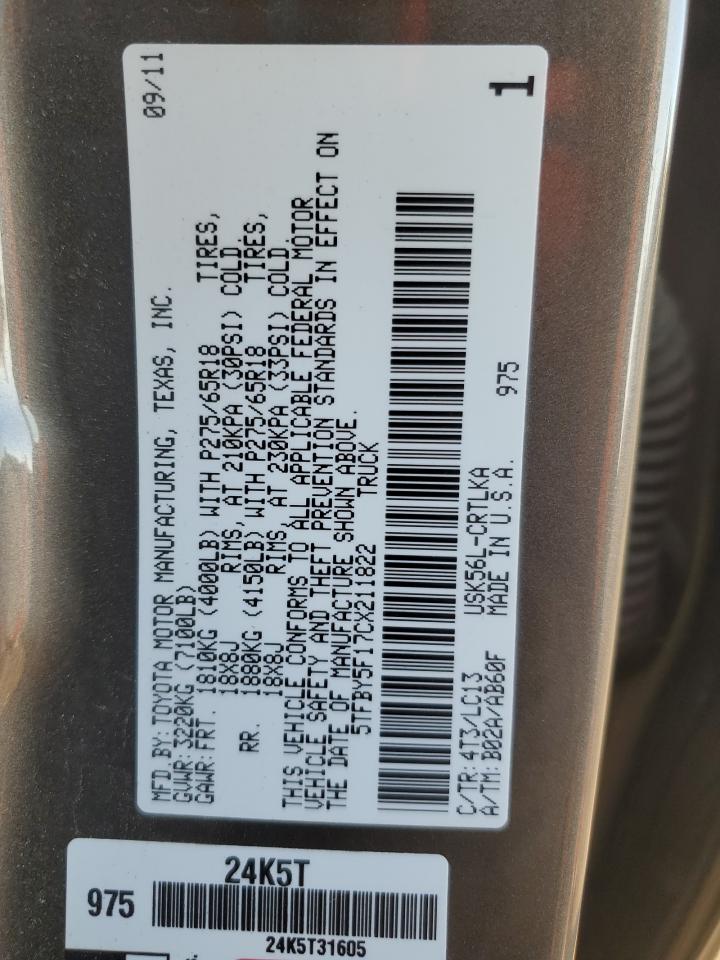 MFD.BY:TOYOTA MOTOR MANUFACTURING, TEXAS, INC. 09/11
GVWR:3220KG (7100LB)
GAWR:FRT. 1810KG (4000LB) WITH P275/65R18 TIRES,
18X8J RIMS, AT 210KPA (30PSI) COLD.
RR. 1880KG (4150LB) WITH P275/65R18 TIRES,
18X8J RIMS, AT 230KPA (33PSI) COLD.
THIS VEHICLE CONFORMS TO ALL APPLICABLE FEDERAL MOTOR
VEHICLE SAFETY AND THEFT PREVENTION STANDARDS IN EFFECT ON
THE DATE OF MANUFACTURE SHOWN ABOVE.
5TFBY5F17CX211822 TRUCK
C/TR:4T3/LC13 USK56L-CRTLKA
A/TM:B02A/AB60F MADE IN U.S.A. 975
1
24K5T
975
24K5T31605